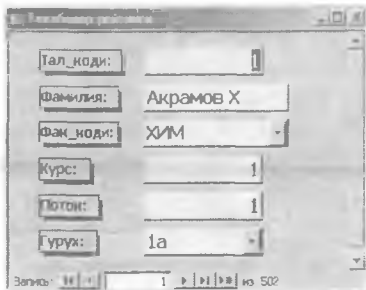 Тал_коди: 1
Фамилия: Акрамов Х
Фак_коди: ХИМ
Курс: 1
Поток: 1
Гурух: 1а
Запись: 1 из 502